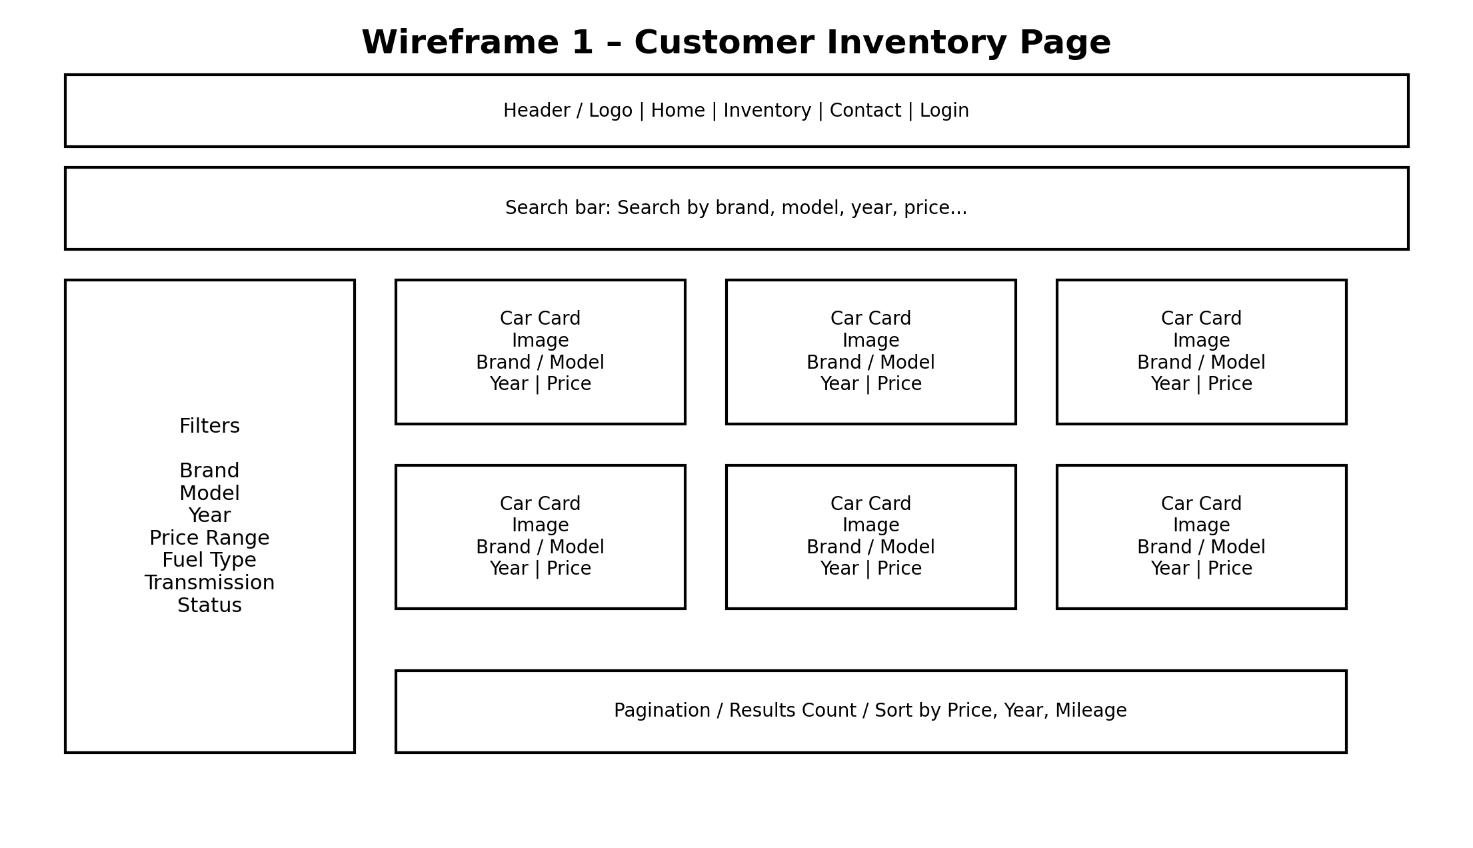 Wireframe 1 – Customer Inventory Page
Header / Logo | Home | Inventory | Contact | Login
Search bar: Search by brand, model, year, price...
Filters
Brand
Model
Year
Price Range
Fuel Type
Transmission
Status
Car Card
Image
Brand / Model
Year | Price
Car Card
Image
Brand / Model
Year | Price
Car Card
Image
Brand / Model
Year | Price
Car Card
Image
Brand / Model
Year | Price
Car Card
Image
Brand / Model
Year | Price
Car Card
Image
Brand / Model
Year | Price
Pagination / Results Count / Sort by Price, Year, Mileage